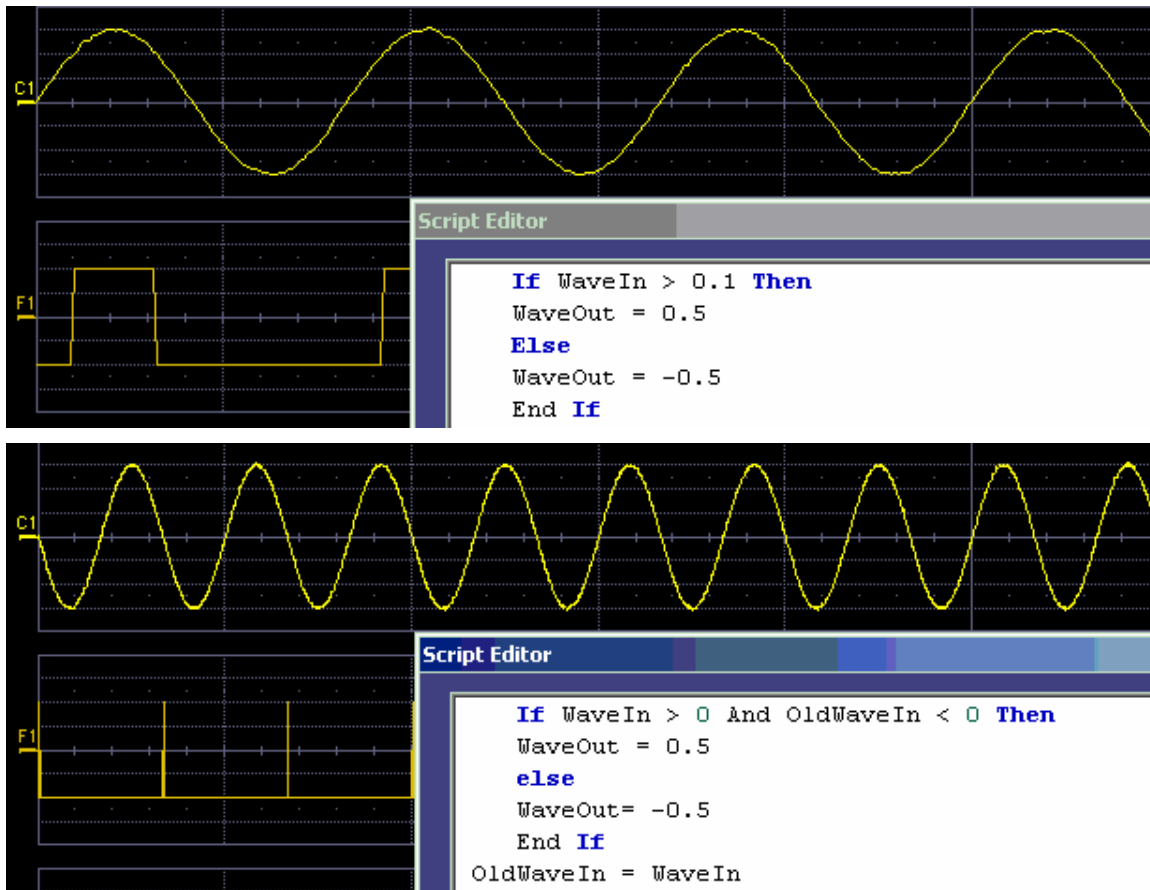 C1
Script Editor
F1
If WaveIn > 0.1 Then
WaveOut = 0.5
Else
WaveOut = -0.5
End If
C1
Script Editor
F1
If WaveIn > 0 And OldWaveIn < 0 Then
WaveOut = 0.5
else
WaveOut= -0.5
End If
OldWaveIn = WaveIn